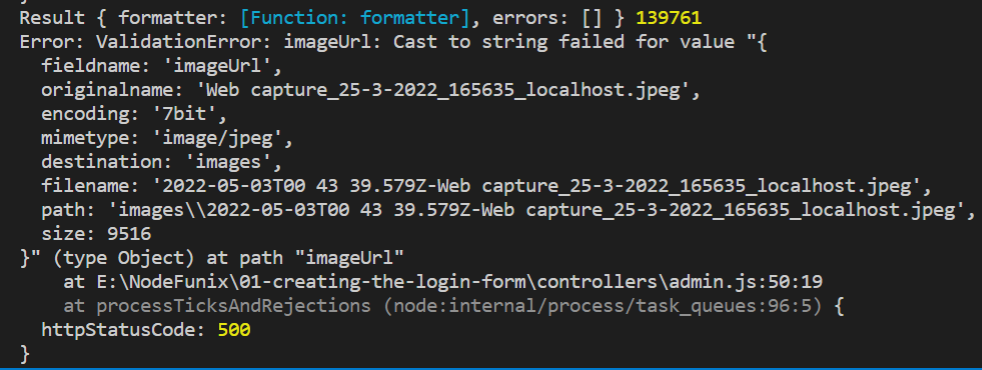 Result { formatter: [Function: formatter], errors: [] } 139761
Error: ValidationError: imageUrl: Cast to string failed for value "{
  fieldname: 'imageUrl',
  originalname: 'Web capture_25-3-2022_165635_localhost.jpeg',
  encoding: '7bit',
  mimetype: 'image/jpeg',
  destination: 'images',
  filename: '2022-05-03T00 43 39.579Z-Web capture_25-3-2022_165635_localhost.jpeg',
  path: 'images\\2022-05-03T00 43 39.579Z-Web capture_25-3-2022_165635_localhost.jpeg',
  size: 9516
}" (type Object) at path "imageUrl"
    at E:\NodeFunix\01-creating-the-login-form\controllers\admin.js:50:19
    at processTicksAndRejections (node:internal/process/task_queues:96:5) {
  httpStatusCode: 500
}